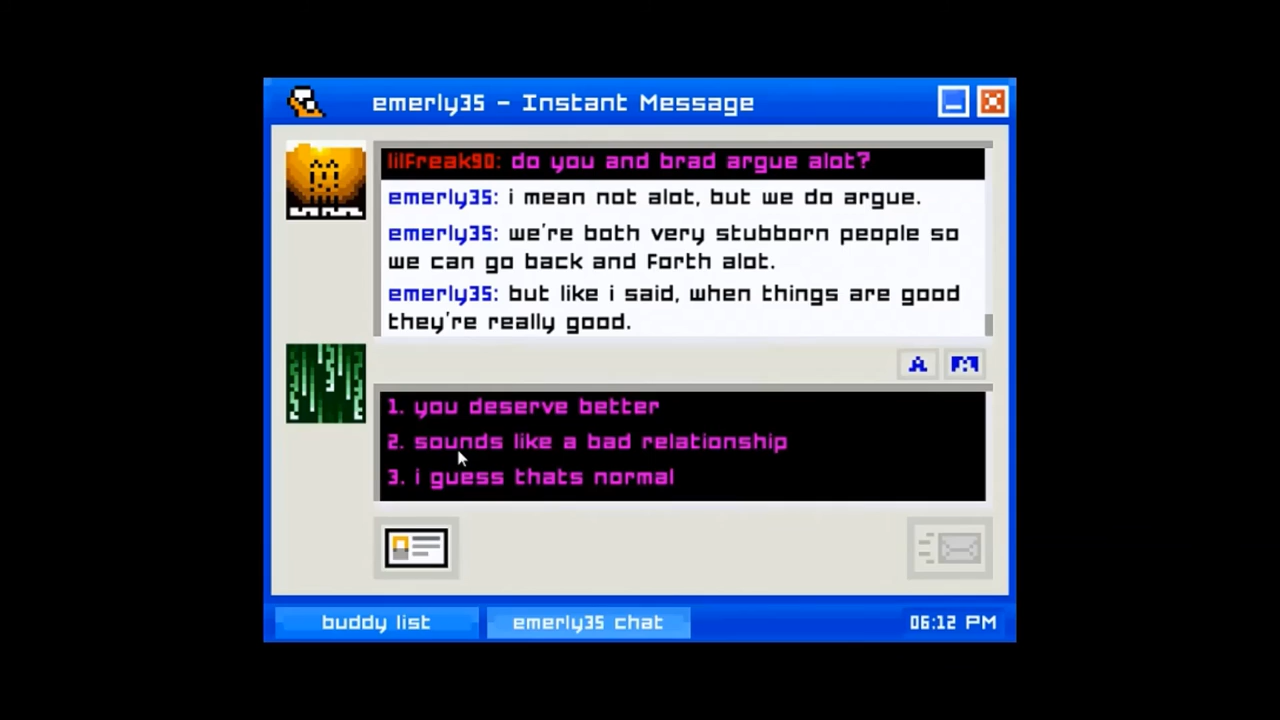 emerly35 - Instant Message
lilfreak90: do you and brad argue alot?
emerly35: i mean not alot, but we do argue.
emerly35: we're both very stubborn people so
we can go back and forth alot.
emerly35: but like i said, when things are good
they're really good.
1. you deserve better
2. sounds like a bad relationship
3. i guess thats normal
buddy list
emerly35 chat
06:12 PM